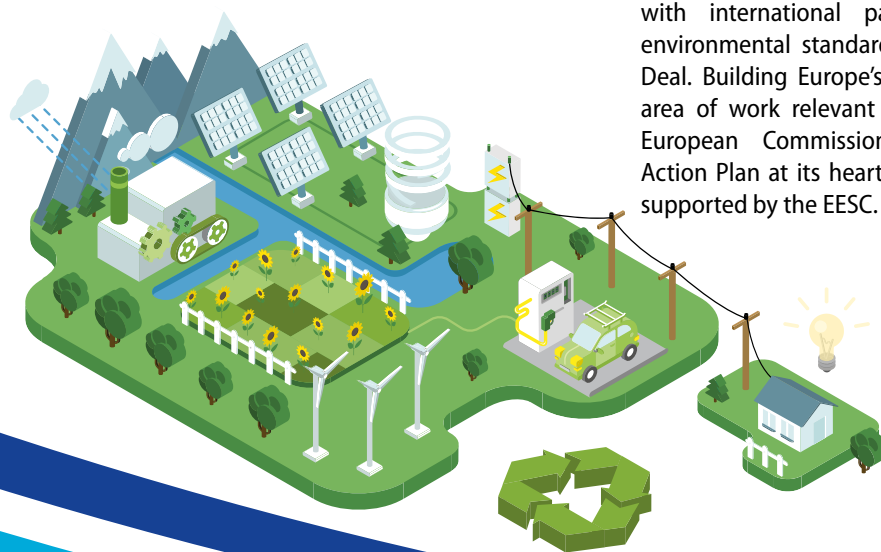 with international pa
environmental standard
Deal. Building Europe’s
area of work relevant
European Commission
Action Plan at its heart
supported by the EESC.